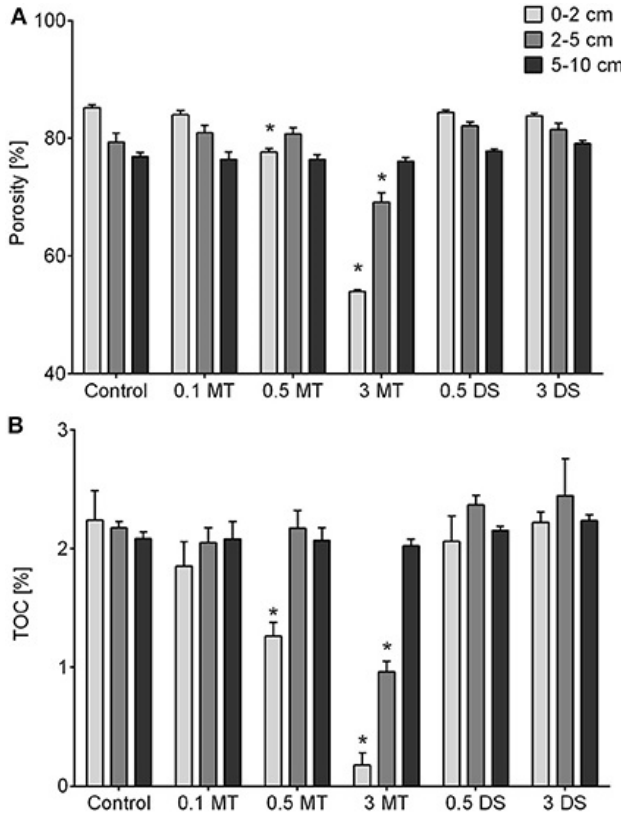 A
100
80
60
40
Porosity [%]
0-2 cm
2-5 cm
5-10 cm
*
*
*
Control 0.1 MT 0.5 MT 3 MT 0.5 DS 3 DS
B
3
2
1
0
TOC [%]
*
*
*
Control 0.1 MT 0.5 MT 3 MT 0.5 DS 3 DS